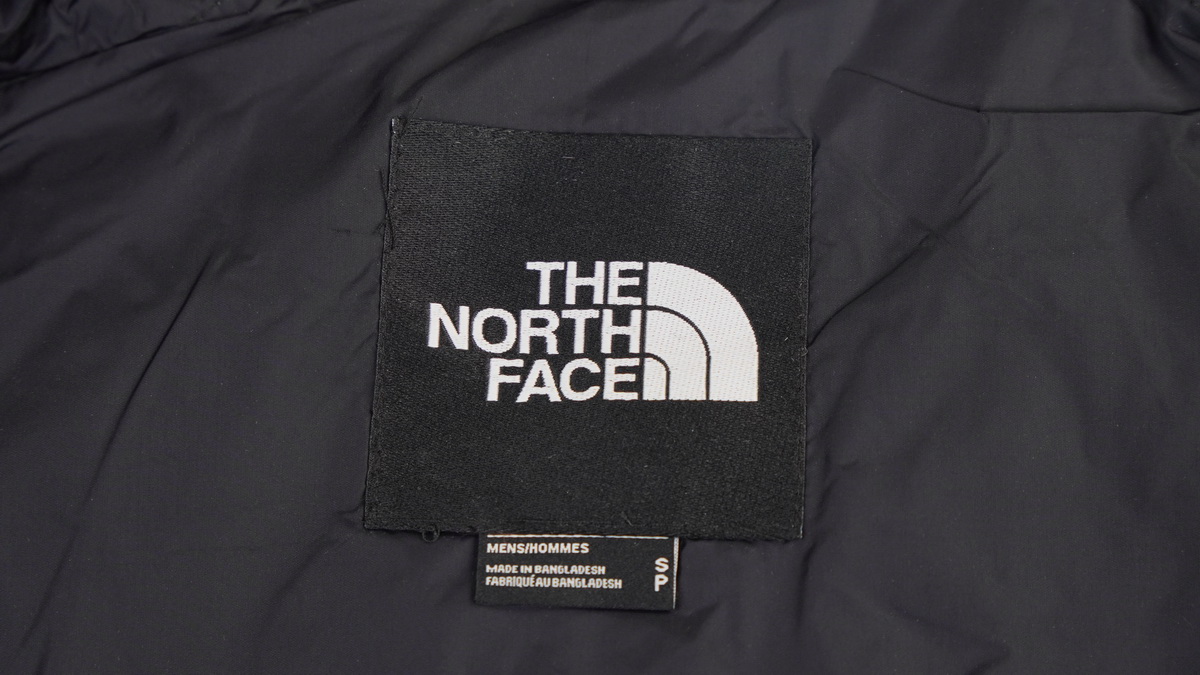 THE
NORTH
FACE
MENS/HOMMES
MADE IN BANGLADESH
FABRIQUÉ AU BANGLADESH
S
P